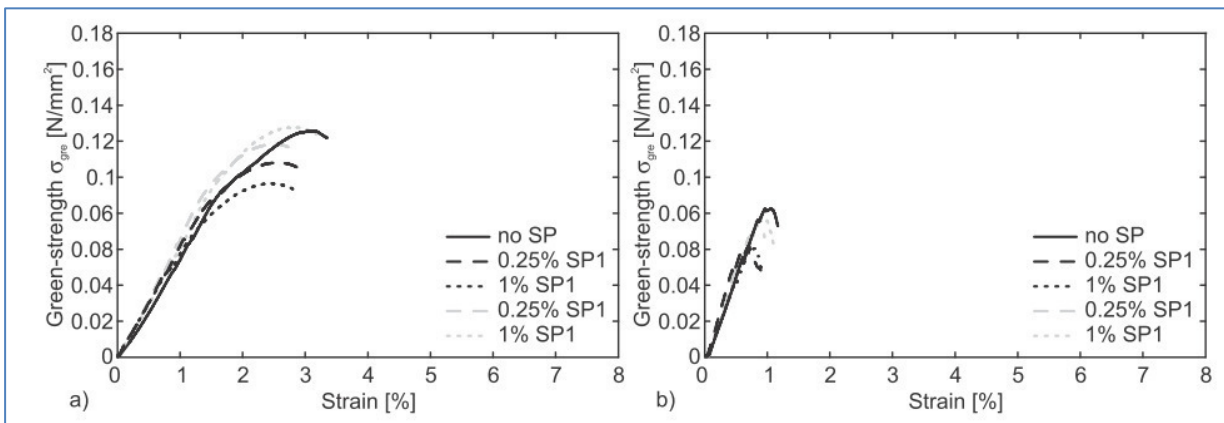 0.18
0.16
0.14
0.12
0.1
0.06
0.08
0.04
0.02
0
Green-strength σgre [N/mm²]
no SP
0.25% SP1
1% SP1
0.25% SP1
1% SP1
0 1 2 3 4 5 6 7 8
a) Strain [%]
0.18
0.16
0.14
0.12
0.1
0.06
0.08
0.04
0.02
0
Green-strength σgre [N/mm²]
no SP
0.25% SP1
1% SP1
0.25% SP1
1% SP1
0 1 2 3 4 5 6 7 8
b) Strain [%]